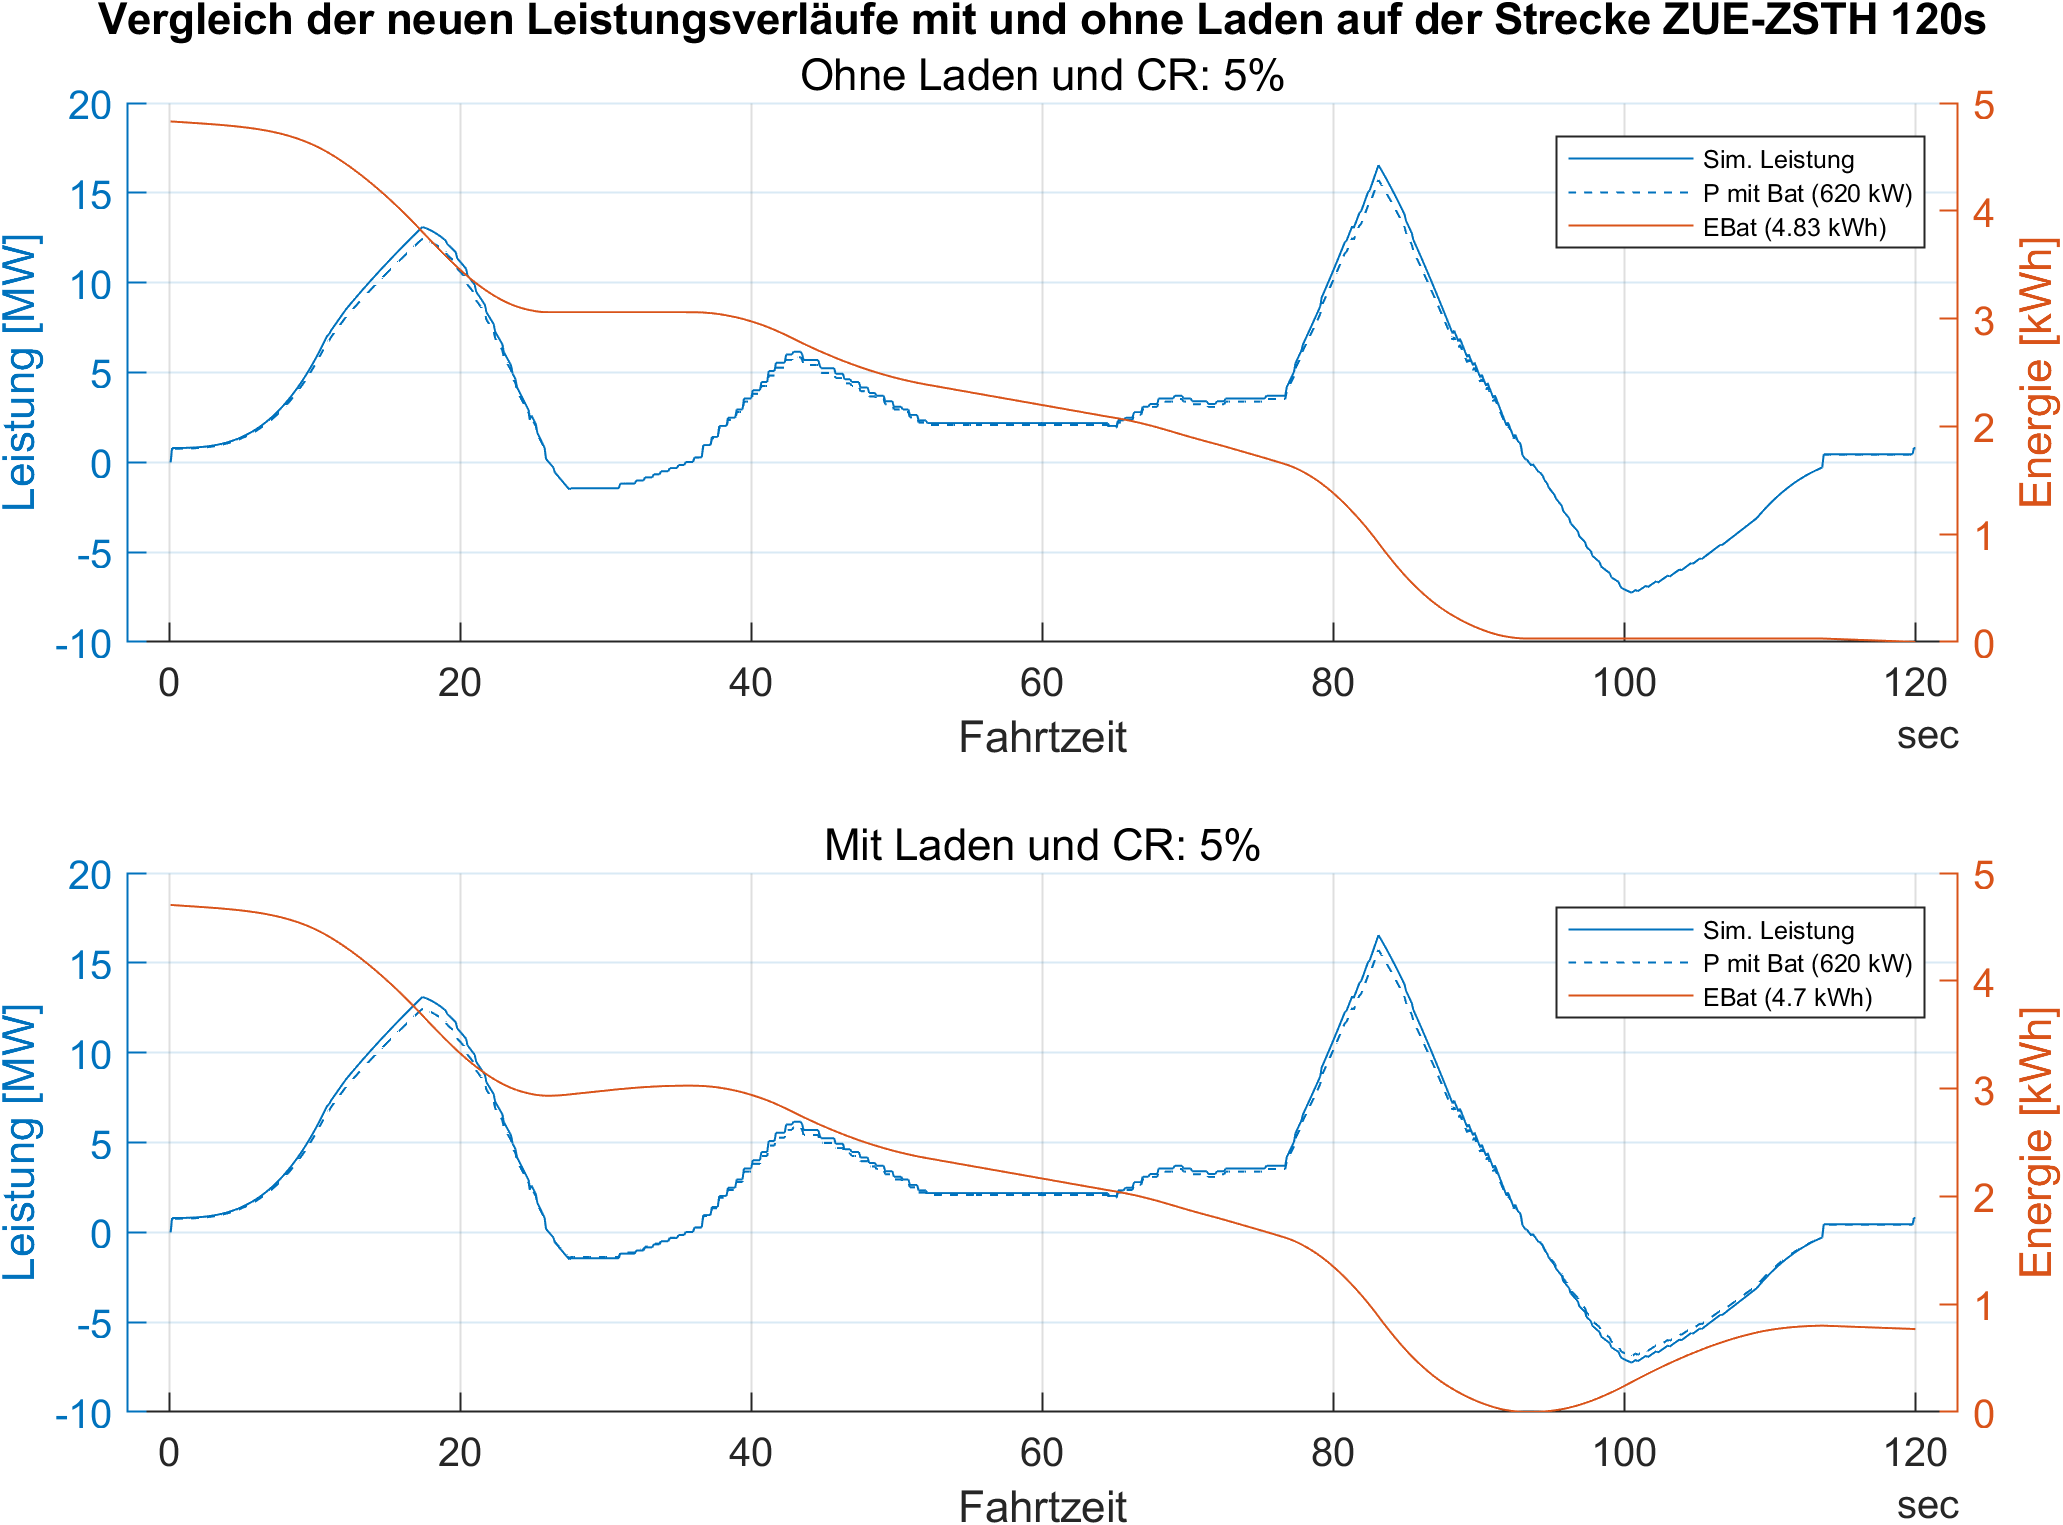 Vergleich der neuen Leistungsverläufe mit und ohne Laden auf der Strecke ZUE-ZSTH 120s
Ohne Laden und CR: 5%
Leistung [MW]
20
15
10
5
0
-5
-10
Sim. Leistung
P mit Bat (620 kW)
EBat (4.83 kWh)
5
4
3
2
1
0
Energie [kWh]
0 20 40 60 80 100 120
Fahrtzeit sec
Mit Laden und CR: 5%
Leistung [MW]
20
15
10
5
0
-5
-10
Sim. Leistung
P mit Bat (620 kW)
EBat (4.7 kWh)
5
4
3
2
1
0
Energie [kWh]
0 20 40 60 80 100 120
Fahrtzeit sec